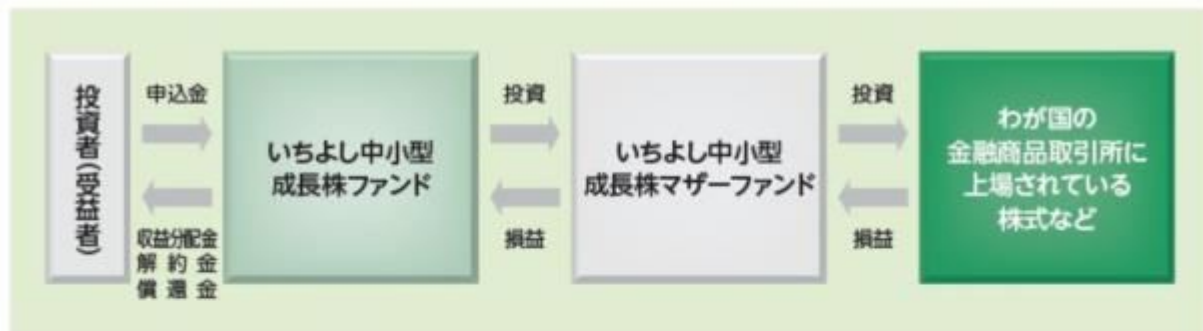 投資者(受益者)
申込金
収益分配金
解約金
償還金
いちよし中小型
成長株ファンド
投資
損益
いちよし中小型
成長株マザーファンド
投資
損益
わが国の
金融商品取引所に
上場されている
株式など